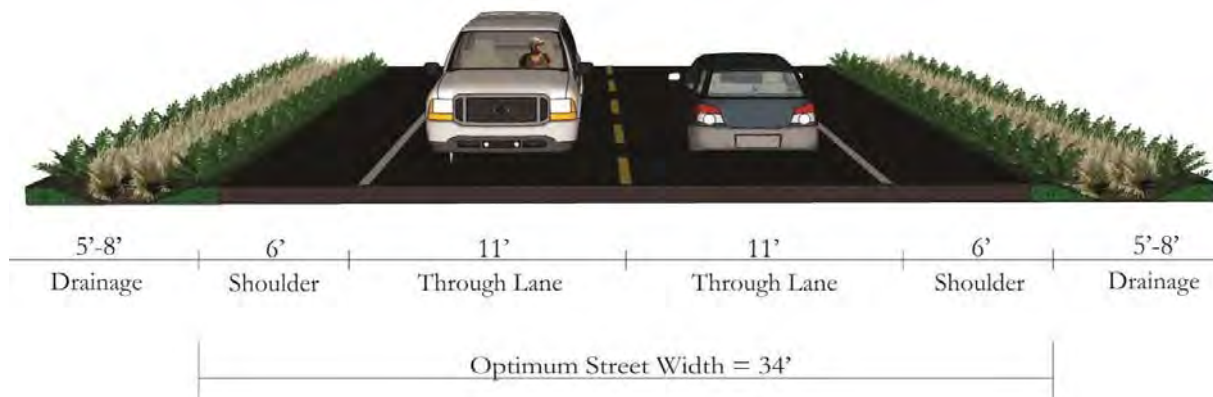 5'-8' 6' 11' 11' 6' 5'-8'
Drainage Shoulder Through Lane Through Lane Shoulder Drainage
Optimum Street Width = 34'